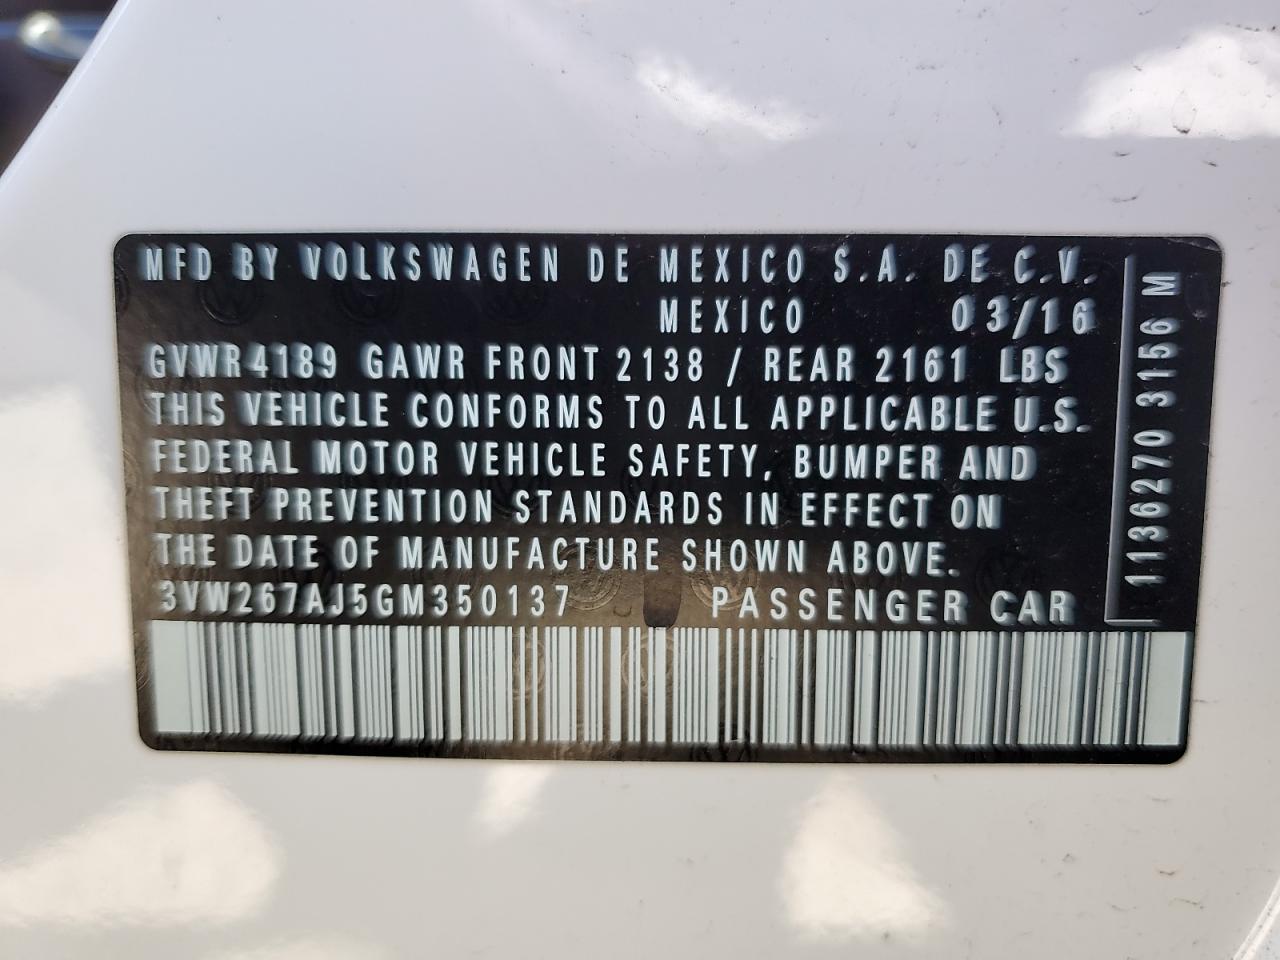 MFD BY VOLKSWAGEN DE MEXICO S.A. DE C.V.
MEXICO 03/16
GVWR 4189 GAWR FRONT 2138 / REAR 2161 LBS
THIS VEHICLE CONFORMS TO ALL APPLICABLE U.S.
FEDERAL MOTOR VEHICLE SAFETY, BUMPER AND
THEFT PREVENTION STANDARDS IN EFFECT ON
THE DATE OF MANUFACTURE SHOWN ABOVE.
3VW267AJ5GM350137 PASSENGER CAR
1136270 3156 M